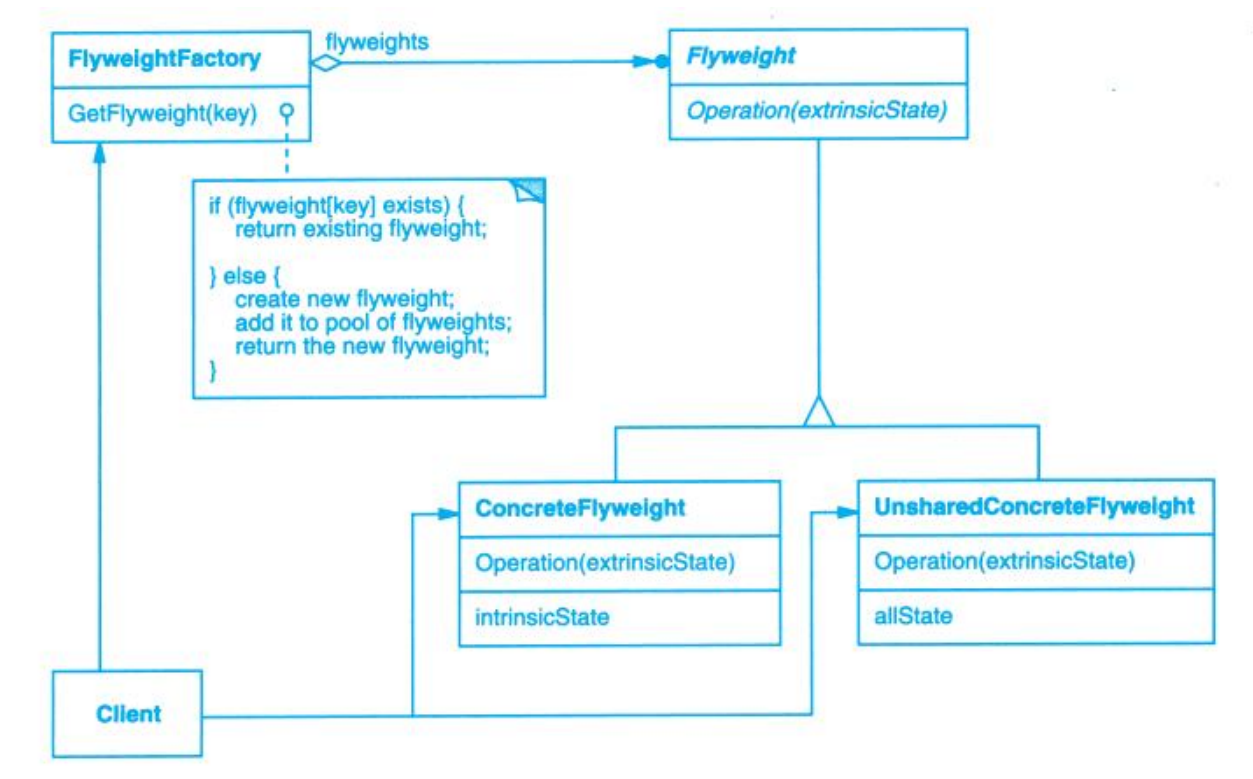 FlyweightFactory
GetFlyweight(key)
flyweights
Flyweight
Operation(extrinsicState)
if (flyweight[key] exists) {
return existing flyweight;
} else {
create new flyweight;
add it to pool of flyweights;
return the new flyweight;
}
ConcreteFlyweight
Operation(extrinsicState)
intrinsicState
UnsharedConcreteFlyweight
Operation(extrinsicState)
allState
Client